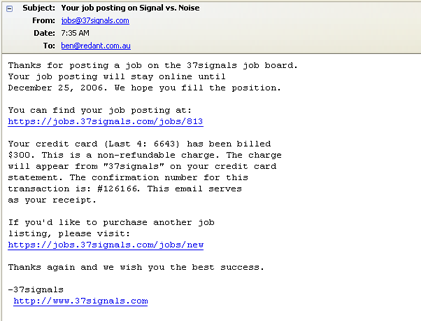 Subject: Your job posting on Signal vs. Noise
From: jobs@37signals.com
Date: 7:35 AM
To: ben@redant.com.au
Thanks for posting a job on the 37signals job board.
Your job posting will stay online until
December 25, 2006. We hope you fill the position.
You can find your job posting at:
https://jobs.37signals.com/jobs/813
Your credit card (Last 4: 6643) has been billed
$300. This is a non-refundable charge. The charge
will appear from "37signals" on your credit card
statement. The confirmation number for this
transaction is: #126166. This email serves
as your receipt.
If you'd like to purchase another job
listing, please visit:
https://jobs.37signals.com/jobs/new
Thanks again and we wish you the best success.
-37signals
http://www.37signals.com